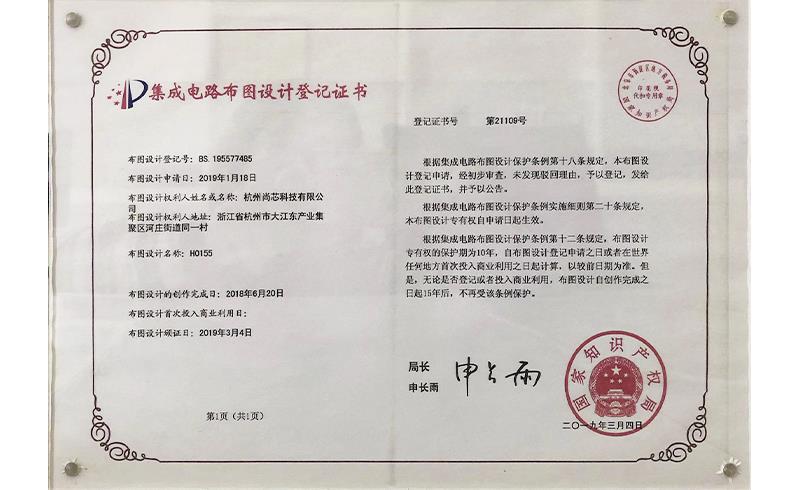 集成电路布图设计登记证书
布图设计登记号: BS. 195577485
布图设计申请日: 2019年1月18日
布图设计权利人姓名或名称: 杭州尚芯科技有限公
司
布图设计权利人地址: 浙江省杭州市大江东产业集
聚区河庄街道同一村
布图设计名称: H0155
布图设计的创作完成日: 2018年6月20日
布图设计首次投入商业利用日:
布图设计颁证日: 2019年3月4日
第1页（共1页）
印花税
代扣专用章
登记证书号 第21109号
根据集成电路布图设计保护条例第十八条规定，本布图设
计登记申请，经初步审查，未发现驳回理由，予以登记，发给
此登记证书，并予以公告。
根据集成电路布图设计保护条例实施细则第二十条规定，
本布图设计专有权自申请日起生效。
根据集成电路布图设计保护条例第十二条规定，布图设计
专有权的保护期为10年，自布图设计登记申请之日或者在世界
任何地方首次投入商业利用之日起计算，以较前日期为准。但
是，无论是否登记或者投入商业利用，布图设计自创作完成之
日起15年后，不再受该条例保护。
局长
申长雨
申长雨
国家知识产权局
二〇一九年三月四日